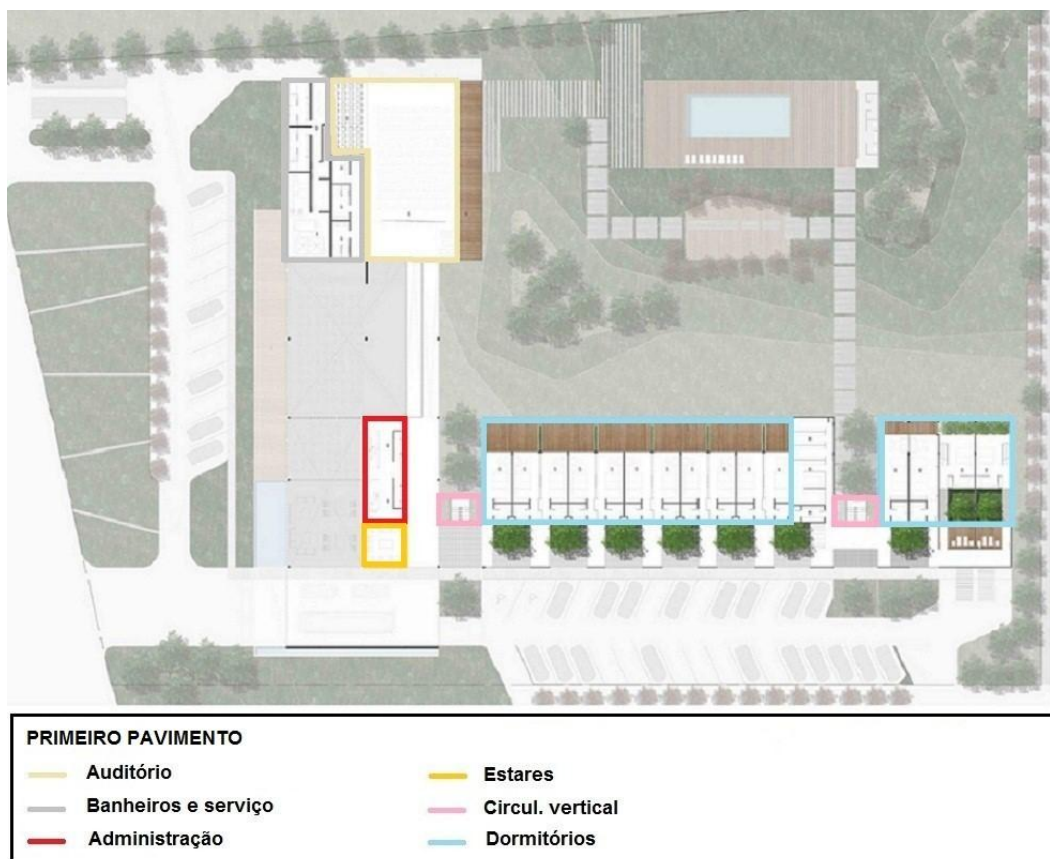 PRIMEIRO PAVIMENTO
Auditório
Banheiros e serviço
Administração
Estares
Circul. vertical
Dormitórios